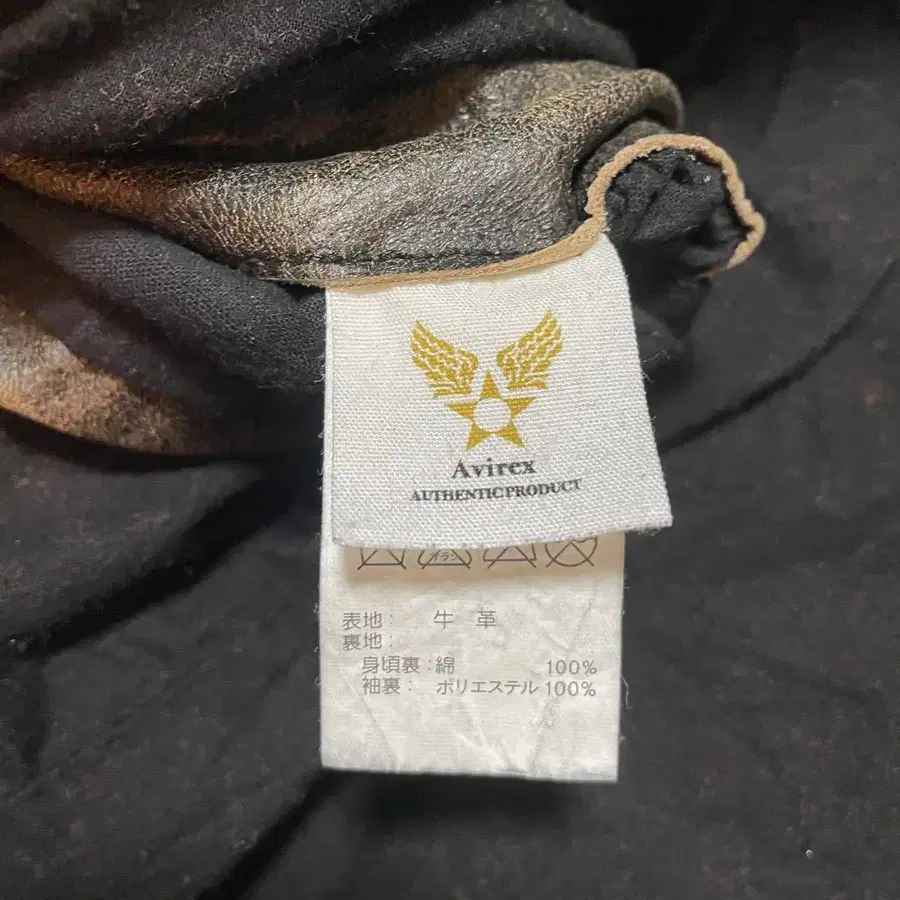 Avirex
AUTHENTIC PRODUCT
表地: 牛 革
裏地:
身頃裏:綿 100%
袖裏: ポリエステル 100%